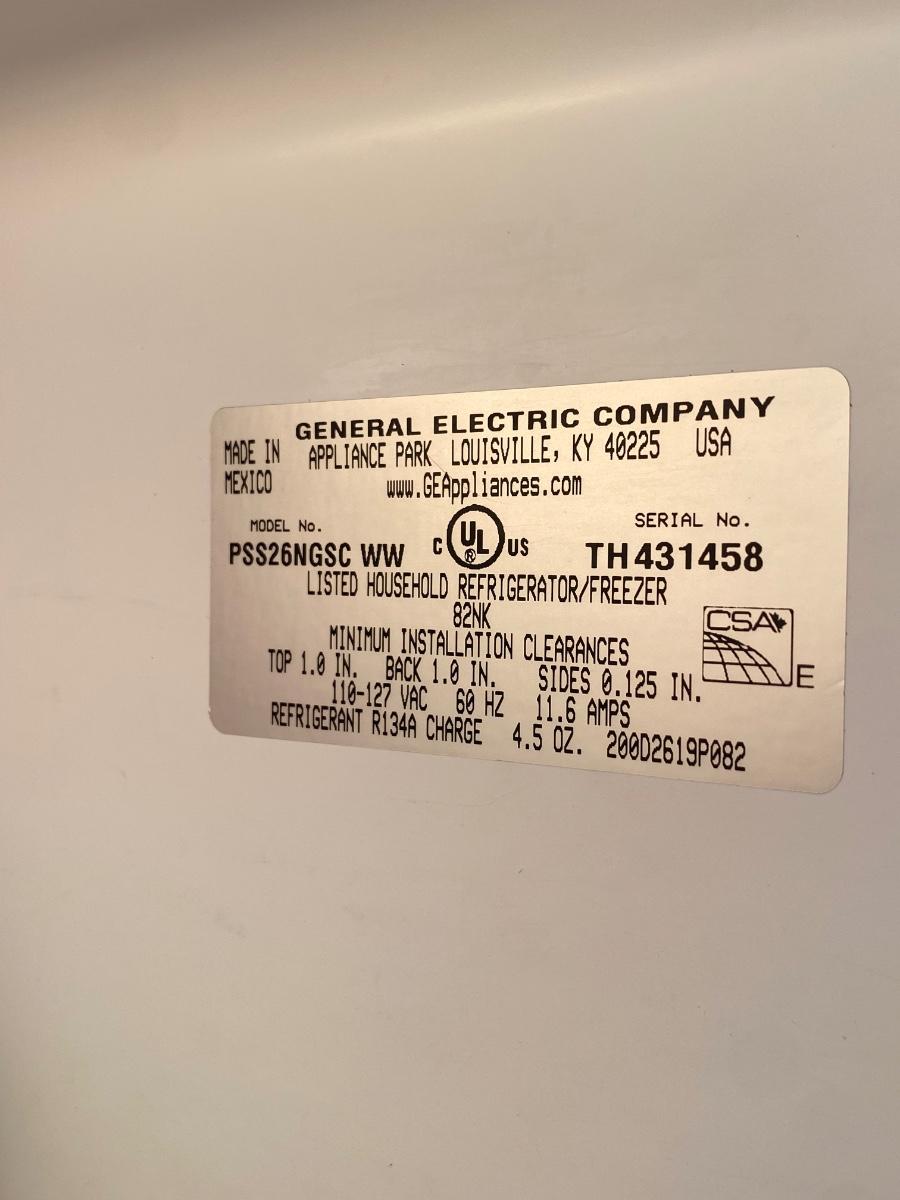 GENERAL ELECTRIC COMPANY
MADE IN APPLIANCE PARK LOUISVILLE, KY 40225 USA
MEXICO www.GEAppliances.com
MODEL No. SERIAL No.
PSS26NGSC WW C UL ® US TH431458
LISTED HOUSEHOLD REFRIGERATOR/FREEZER
82NK
MINIMUM INSTALLATION CLEARANCES
TOP 1.0 IN. BACK 1.0 IN. SIDES 0.125 IN.
110-127 VAC 60 HZ 11.6 AMPS
REFRIGERANT R134A CHARGE 4.5 OZ. 200D2619P082
CSA
E